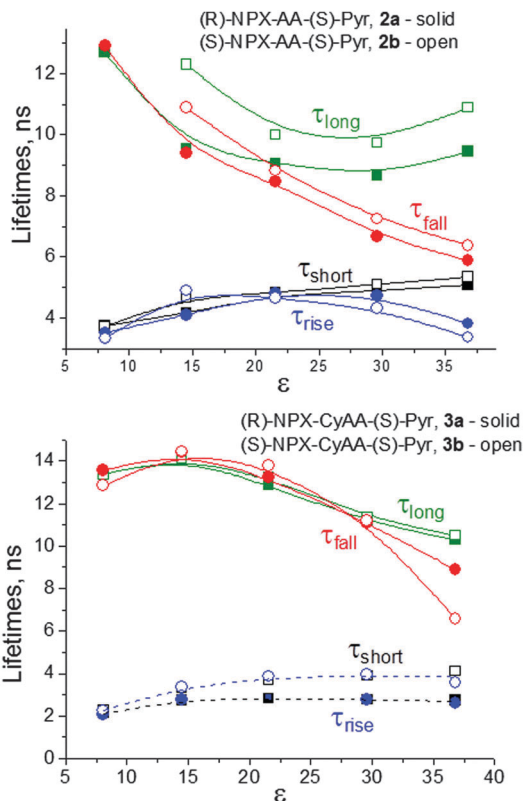 (R)-NPX-AA-(S)-Pyr, 2a - solid
(S)-NPX-AA-(S)-Pyr, 2b - open
12
10
8
6
4
Lifetimes, ns
τlong
τfall
τshort
τrise
5 10 15 20 25 30 35 40
ε
(R)-NPX-CyAA-(S)-Pyr, 3a - solid
(S)-NPX-CyAA-(S)-Pyr, 3b - open
14
12
10
8
6
4
2
0
Lifetimes, ns
τlong
τfall
τshort
τrise
5 10 15 20 25 30 35 40
ε